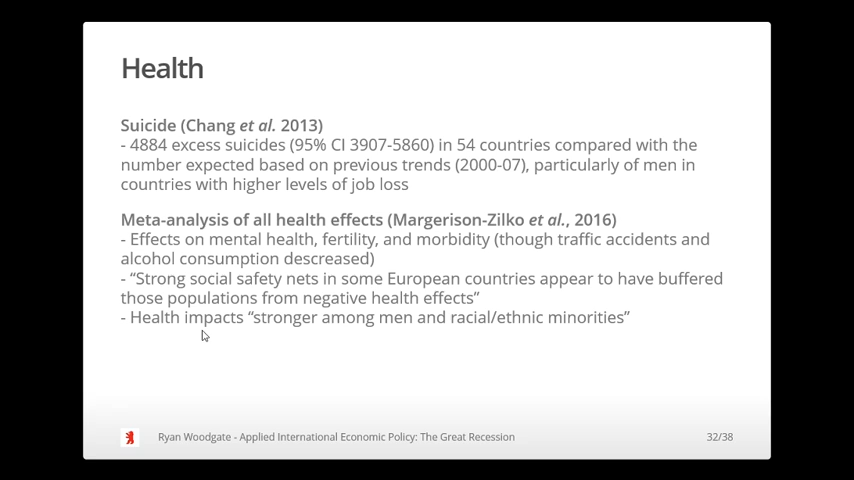 Health
Suicide (Chang et al. 2013)
- 4884 excess suicides (95% CI 3907-5860) in 54 countries compared with the
number expected based on previous trends (2000-07), particularly of men in
countries with higher levels of job loss
Meta-analysis of all health effects (Margerison-Zilko et al., 2016)
- Effects on mental health, fertility, and morbidity (though traffic accidents and
alcohol consumption descreased)
- “Strong social safety nets in some European countries appear to have buffered
those populations from negative health effects”
- Health impacts “stronger among men and racial/ethnic minorities”
Ryan Woodgate - Applied International Economic Policy: The Great Recession
32/38